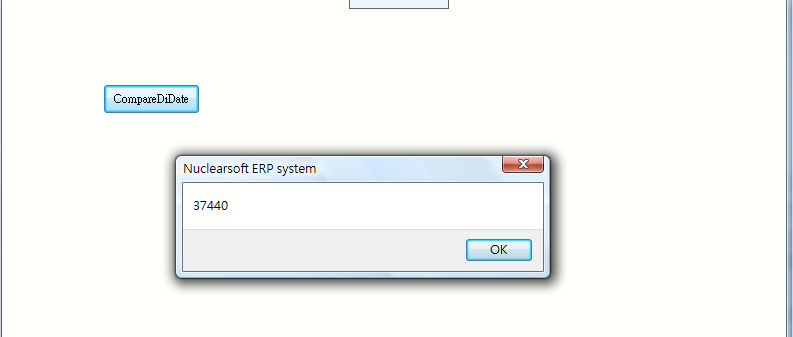 CompareDiDate
Nuclearsoft ERP system
37440
OK